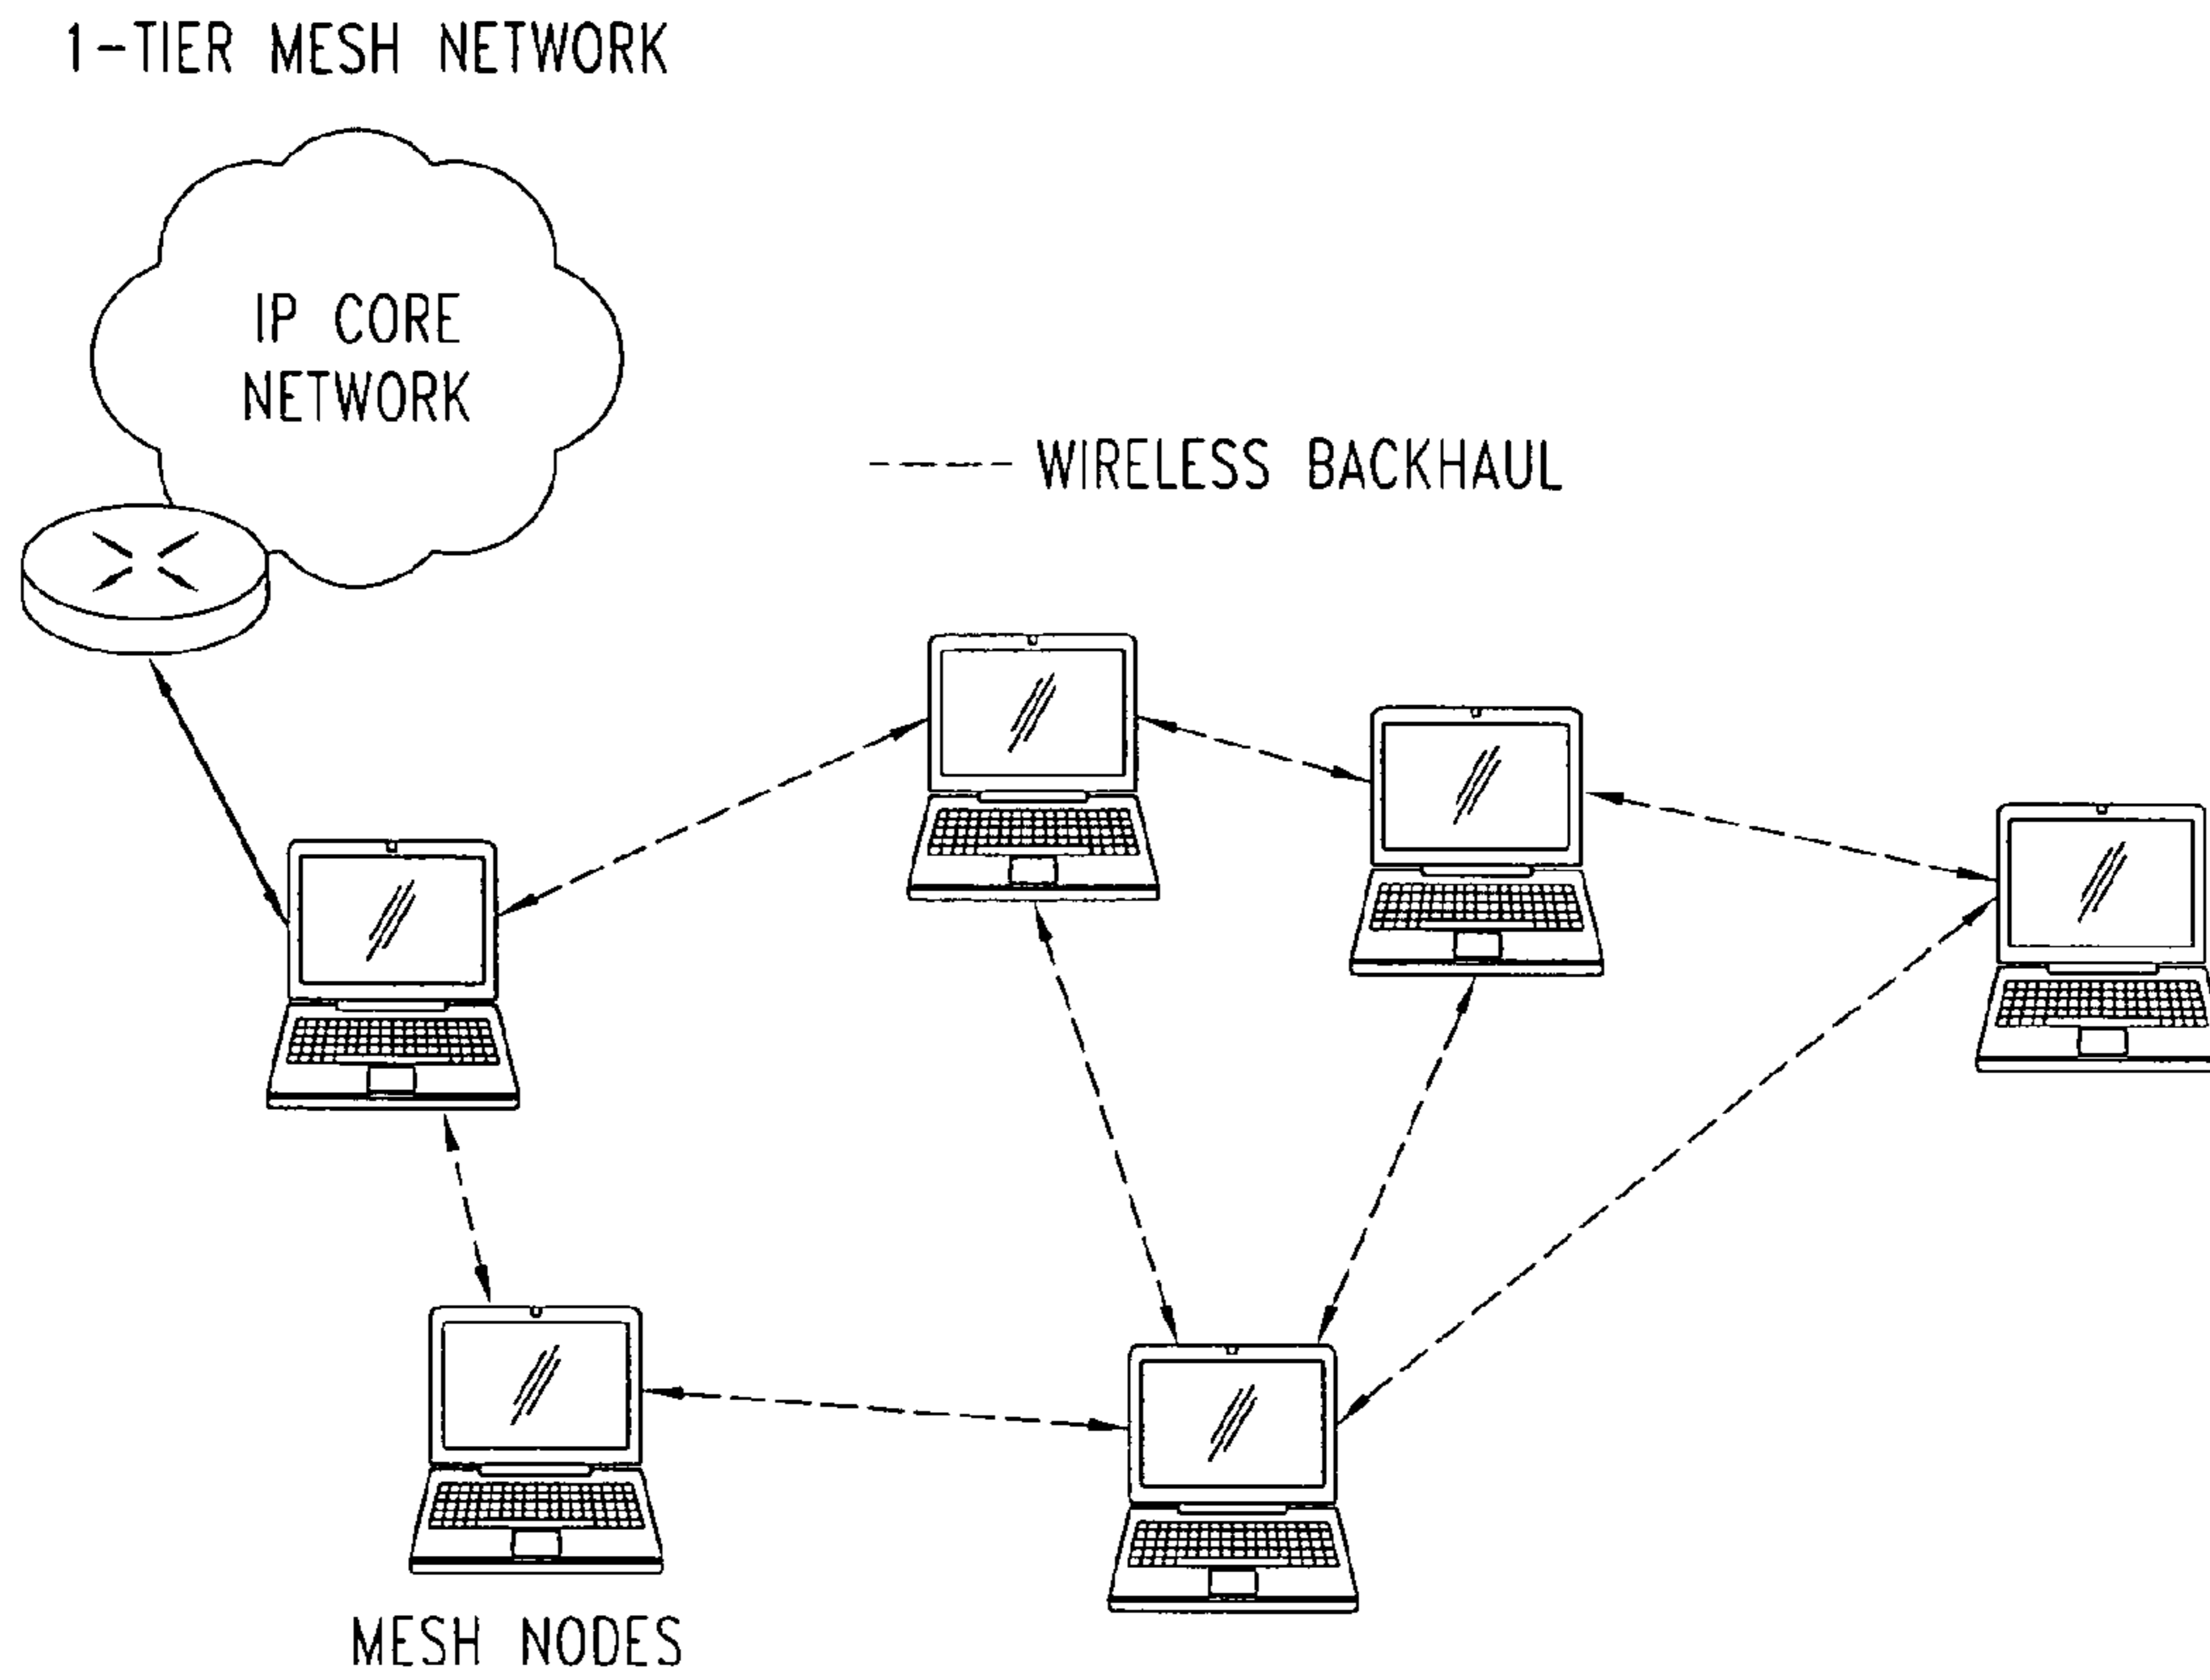 1-TIER MESH NETWORK
IP CORE
NETWORK
WIRELESS BACKHAUL
MESH NODES